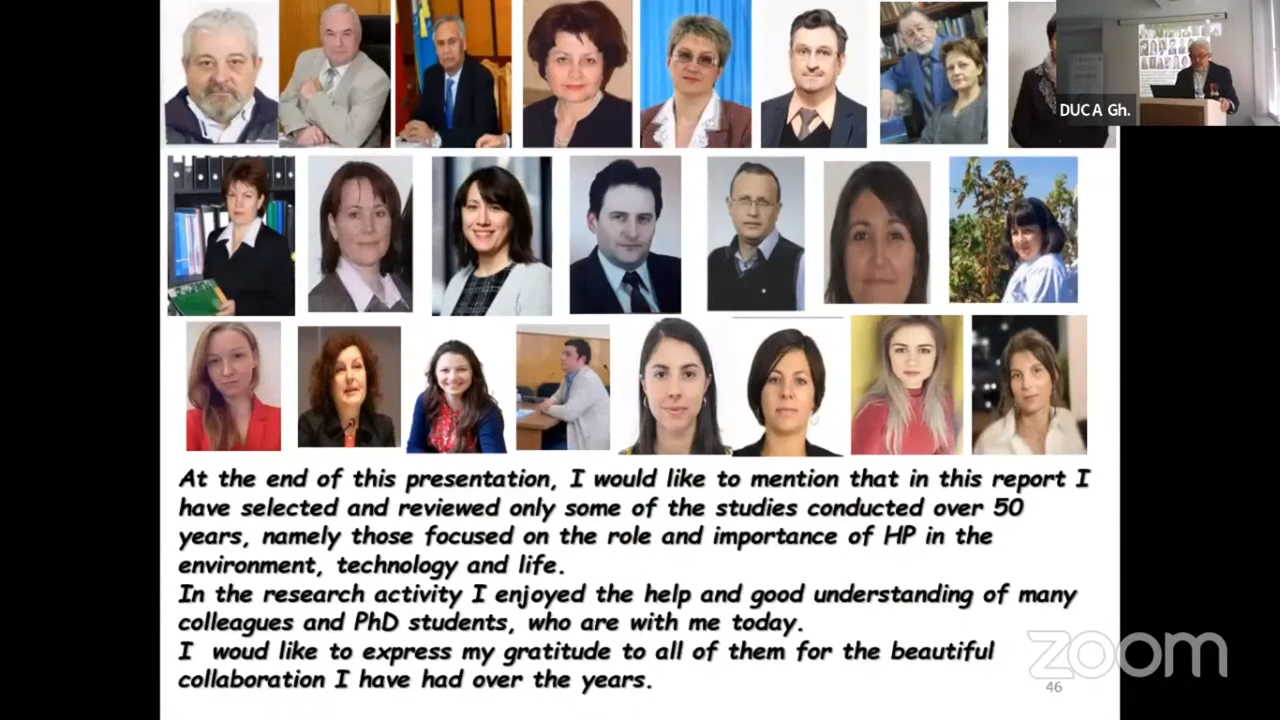 DUCA Gh.
At the end of this presentation, I would like to mention that in this report I
have selected and reviewed only some of the studies conducted over 50
years, namely those focused on the role and importance of HP in the
environment, technology and life.
In the research activity I enjoyed the help and good understanding of many
colleagues and PhD students, who are with me today.
I woud like to express my gratitude to all of them for the beautiful
collaboration I have had over the years.
zoom
46